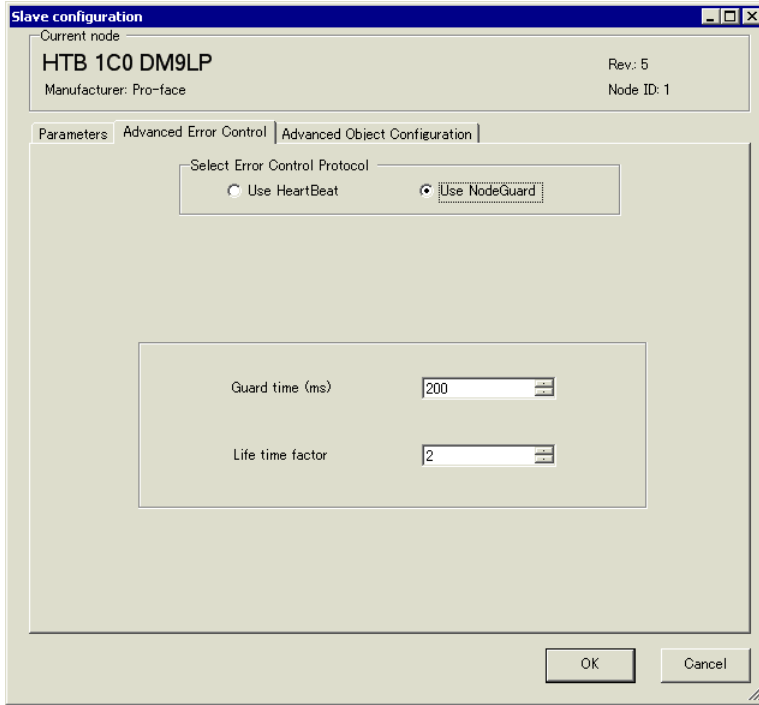 Slave configuration
Current node
HTB 1C0 DM9LP
Rev.: 5
Manufacturer: Pro-face
Node ID: 1
Parameters
Advanced Error Control
Advanced Object Configuration
Select Error Control Protocol
Use HeartBeat
Use NodeGuard
Guard time (ms)
200
Life time factor
2
OK
Cancel